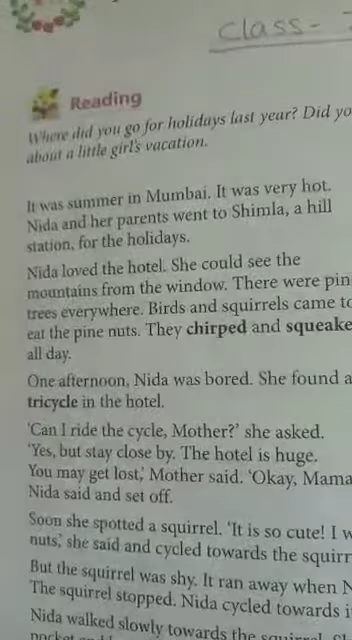 Class-
Reading
Where did you go for holidays last year? Did yo
about a little girl's vacation.
It was summer in Mumbai. It was very hot.
Nida and her parents went to Shimla, a hill
station, for the holidays.
Nida loved the hotel. She could see the
mountains from the window. There were pin
trees everywhere. Birds and squirrels came to
eat the pine nuts. They chirped and squeake
all day.
One afternoon, Nida was bored. She found a
tricycle in the hotel.
'Can I ride the cycle, Mother?' she asked.
'Yes, but stay close by. The hotel is huge.
You may get lost,' Mother said. 'Okay, Mama
Nida said and set off.
Soon she spotted a squirrel. 'It is so cute! I w
nuts,' she said and cycled towards the squirr
But the squirrel was shy. It ran away when N
The squirrel stopped. Nida cycled towards i
Nida walked slowly towards the squirrel. S